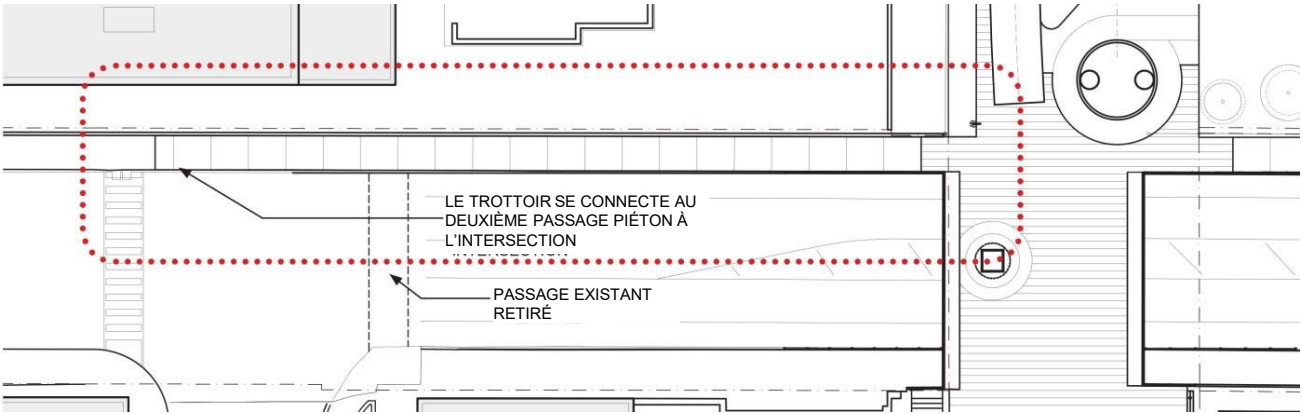 LE TROTTOIR SE CONNECTE AU
DEUXIÈME PASSAGE PIÉTON À
L'INTERSECTION
PASSAGE EXISTANT
RETIRÉ